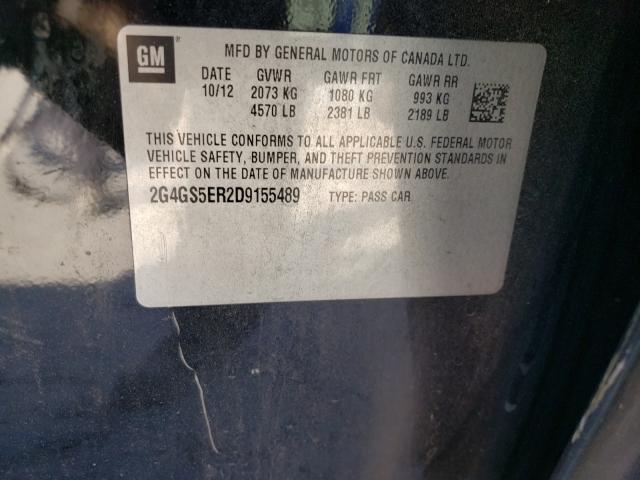 GM
MFD BY GENERAL MOTORS OF CANADA LTD.
DATE GVWR GAWR FRT GAWR RR
10/12 2073 KG 1080 KG 993 KG
4570 LB 2381 LB 2189 LB
THIS VEHICLE CONFORMS TO ALL APPLICABLE U.S. FEDERAL MOTOR
VEHICLE SAFETY, BUMPER, AND THEFT PREVENTION STANDARDS IN
EFFECT ON THE DATE OF MANUFACTURE SHOWN ABOVE.
2G4GS5ER2D9155489 TYPE: PASS CAR